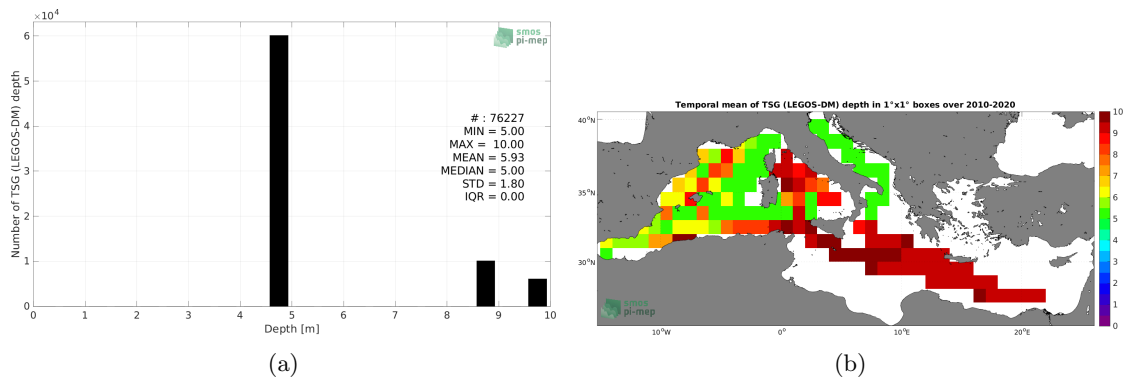 ×10⁴
6
5
4
3
2
1
0
Number of TSG (LEGOS-DM) depth
0 1 2 3 4 5 6 7 8 9 10
Depth [m]
smos
pi-mep
# : 76227
MIN = 5.00
MAX = 10.00
MEAN = 5.93
MEDIAN = 5.00
STD = 1.80
IQR = 0.00
(a)
Temporal mean of TSG (LEGOS-DM) depth in 1°x1° boxes over 2010-2020
40°N
35°N
30°N
10°W
0°
10°E
20°E
smos
pi-mep
10
9
8
7
6
5
4
3
2
1
0
(b)